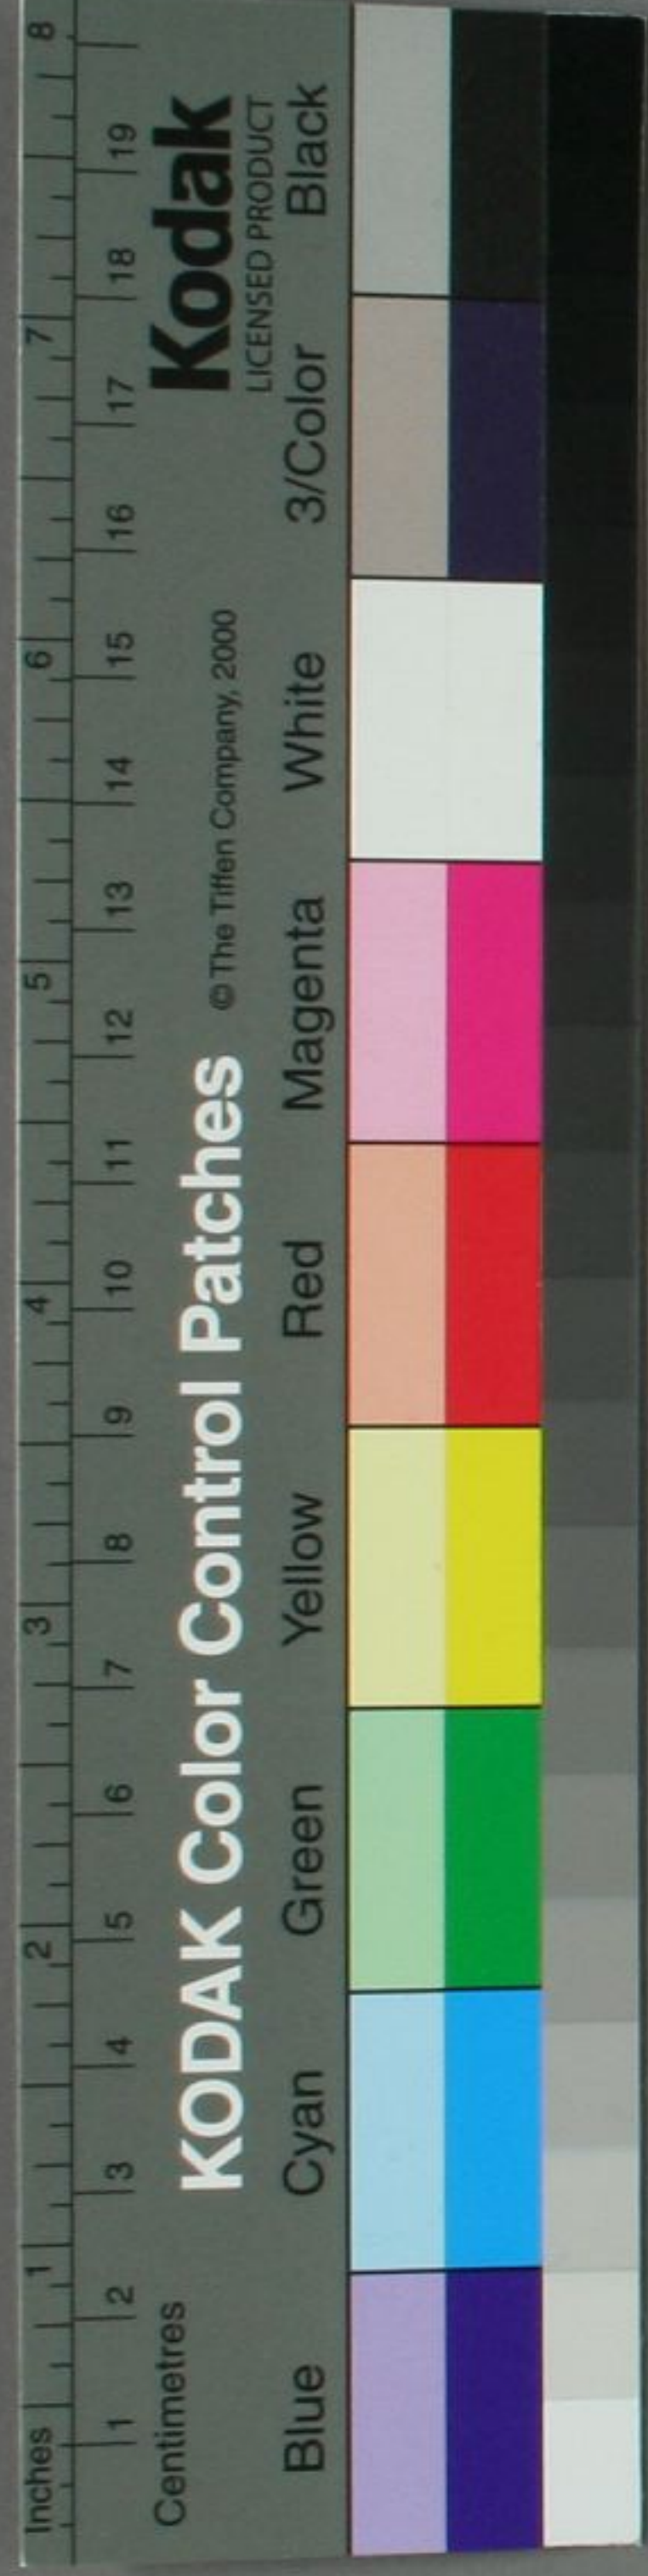 Inches 1 2 3 4 5 6 7 8
1 2 3 4 5 6 7 8 9 10 11 12 13 14 15 16 17 18 19
Centimetres
KODAK Color Control Patches © The Tiffen Company, 2000 Kodak
LICENSED PRODUCT
Blue Cyan Green Yellow Red Magenta White 3/Color Black